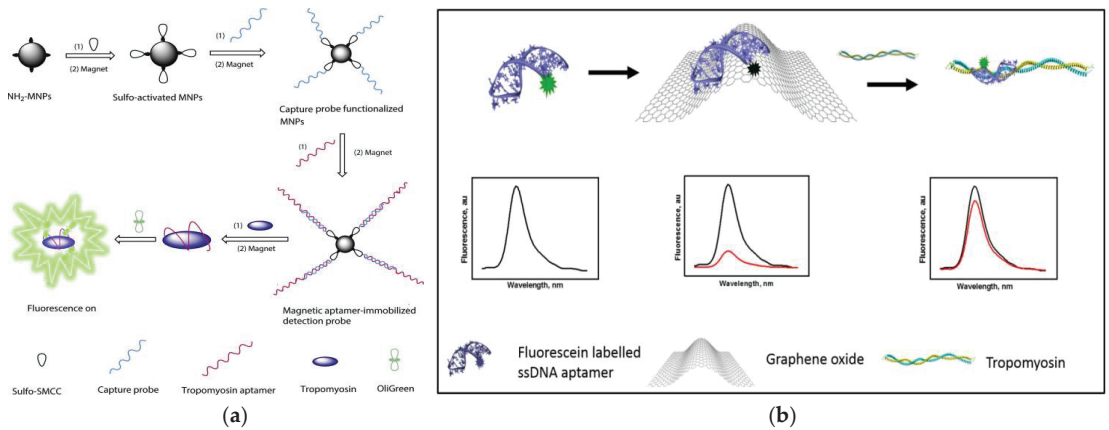 (1)
(2) Magnet
NH2-MNPs
Sulfo-activated MNPs
(1)
(2) Magnet
Capture probe functionalized
MNPs
(1)
(2) Magnet
(1)
(2) Magnet
Fluorescence on
Magnetic aptamer-immobilized
detection probe
Sulfo-SMCC
Capture probe
Tropomyosin aptamer
Tropomyosin
OliGreen
(a)
Fluorescence, au
Wavelength, nm
Fluorescence, au
Wavelength, nm
Fluorescence, au
Wavelength, nm
Fluorescein labelled
ssDNA aptamer
Graphene oxide
Tropomyosin
(b)